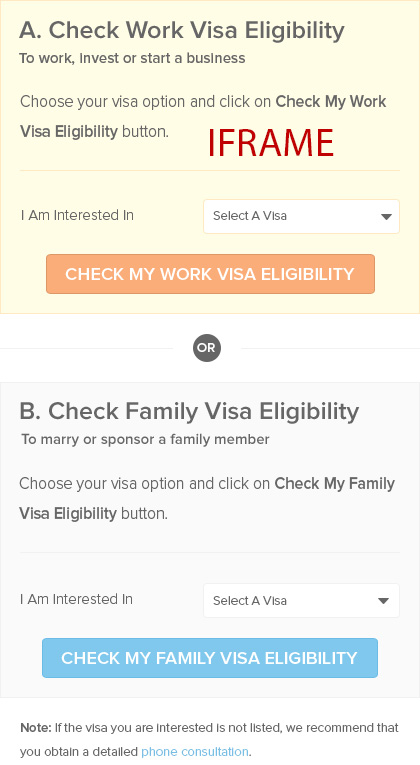 A. Check Work Visa Eligibility
To work, invest or start a business
Choose your visa option and click on Check My Work
Visa Eligibility button.
IFRAME
I Am Interested In
Select A Visa
CHECK MY WORK VISA ELIGIBILITY
OR
B. Check Family Visa Eligibility
To marry or sponsor a family member
Choose your visa option and click on Check My Family
Visa Eligibility button.
I Am Interested In
Select A Visa
CHECK MY FAMILY VISA ELIGIBILITY
Note: If the visa you are interested is not listed, we recommend that
you obtain a detailed phone consultation.